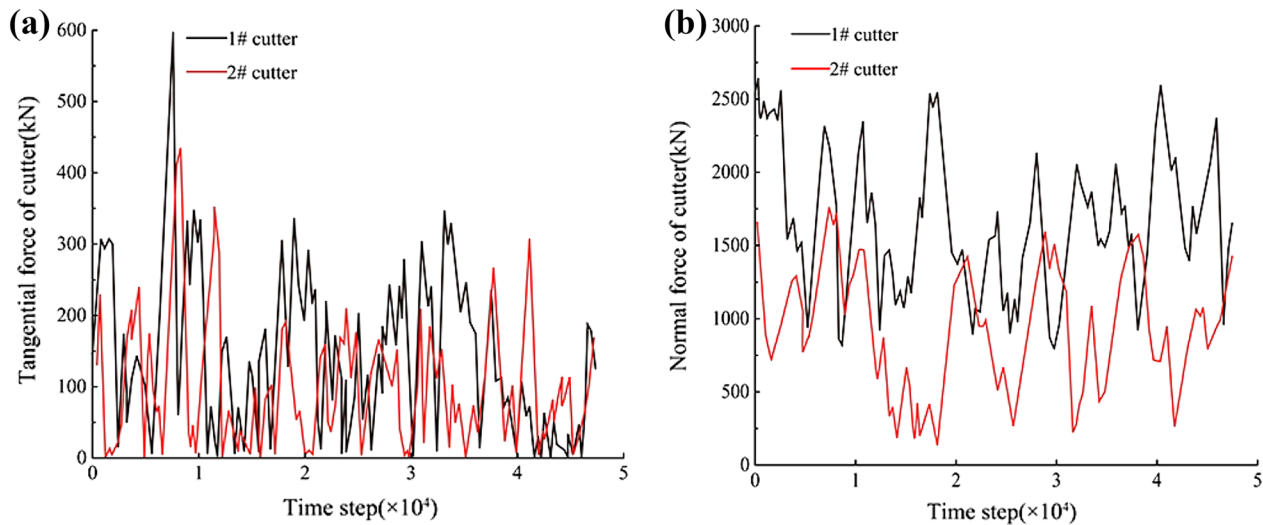 (a)
600
500
400
300
200
100
0
Tangential force of cutter(kN)
1# cutter
2# cutter
0 1 2 3 4 5
Time step(×10⁴)
(b)
3000
2500
2000
1500
1000
500
0
Normal force of cutter(kN)
1# cutter
2# cutter
0 1 2 3 4 5
Time step(×10⁴)